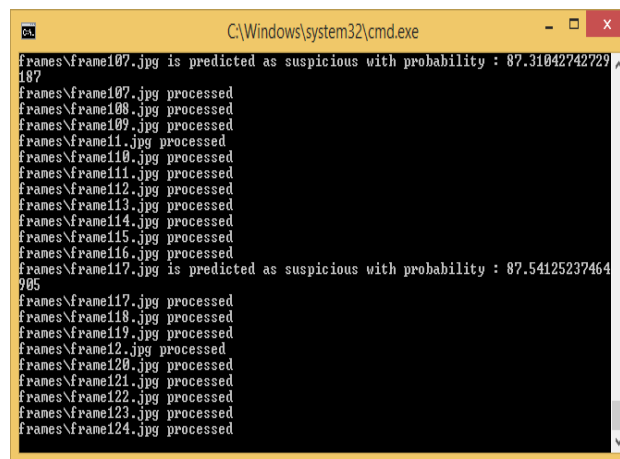 C:\Windows\system32\cmd.exe
frames\frame107.jpg is predicted as suspicious with probability : 87.31042742729
187
frames\frame107.jpg processed
frames\frame108.jpg processed
frames\frame109.jpg processed
frames\frame11.jpg processed
frames\frame110.jpg processed
frames\frame111.jpg processed
frames\frame112.jpg processed
frames\frame113.jpg processed
frames\frame114.jpg processed
frames\frame115.jpg processed
frames\frame116.jpg processed
frames\frame117.jpg is predicted as suspicious with probability : 87.54125237464
905
frames\frame117.jpg processed
frames\frame118.jpg processed
frames\frame119.jpg processed
frames\frame12.jpg processed
frames\frame120.jpg processed
frames\frame121.jpg processed
frames\frame122.jpg processed
frames\frame123.jpg processed
frames\frame124.jpg processed